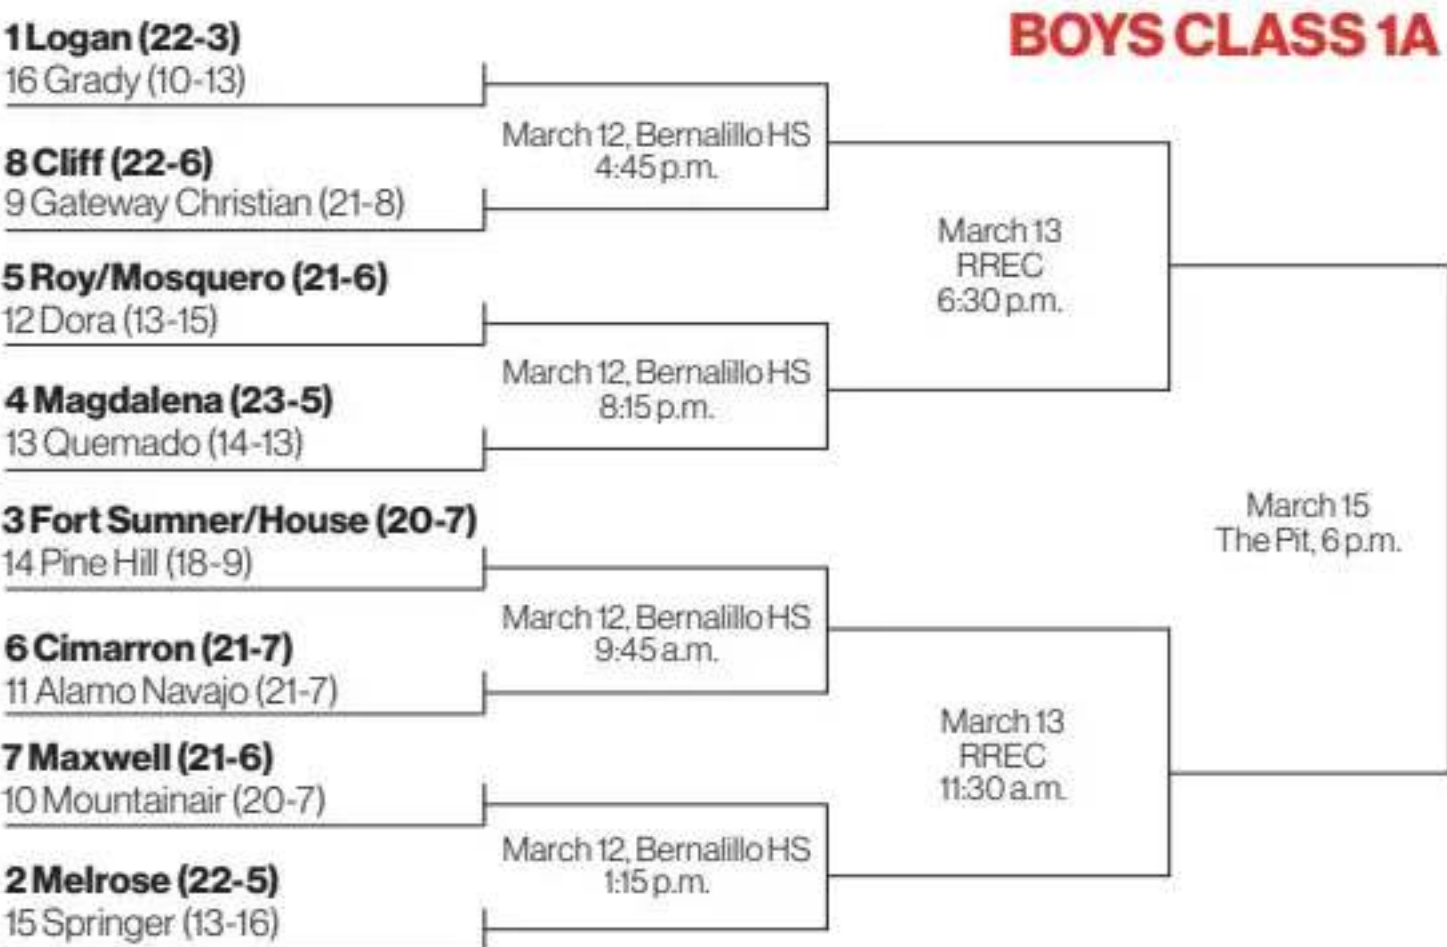 BOYS CLASS 1A
1 Logan (22-3)
16 Grady (10-13)
March 12, Bernalillo HS
4:45 p.m.
8 Cliff (22-6)
9 Gateway Christian (21-8)
March 13
RREC
6:30 p.m.
5 Roy/Mosquero (21-6)
12 Dora (13-15)
March 12, Bernalillo HS
8:15 p.m.
4 Magdalena (23-5)
13 Quemado (14-13)
March 15
The Pit, 6 p.m.
3 Fort Sumner/House (20-7)
14 Pine Hill (18-9)
March 12, Bernalillo HS
9:45 a.m.
6 Cimarron (21-7)
11 Alamo Navajo (21-7)
March 13
RREC
11:30 a.m.
7 Maxwell (21-6)
10 Mountainair (20-7)
March 12, Bernalillo HS
1:15 p.m.
2 Melrose (22-5)
15 Springer (13-16)